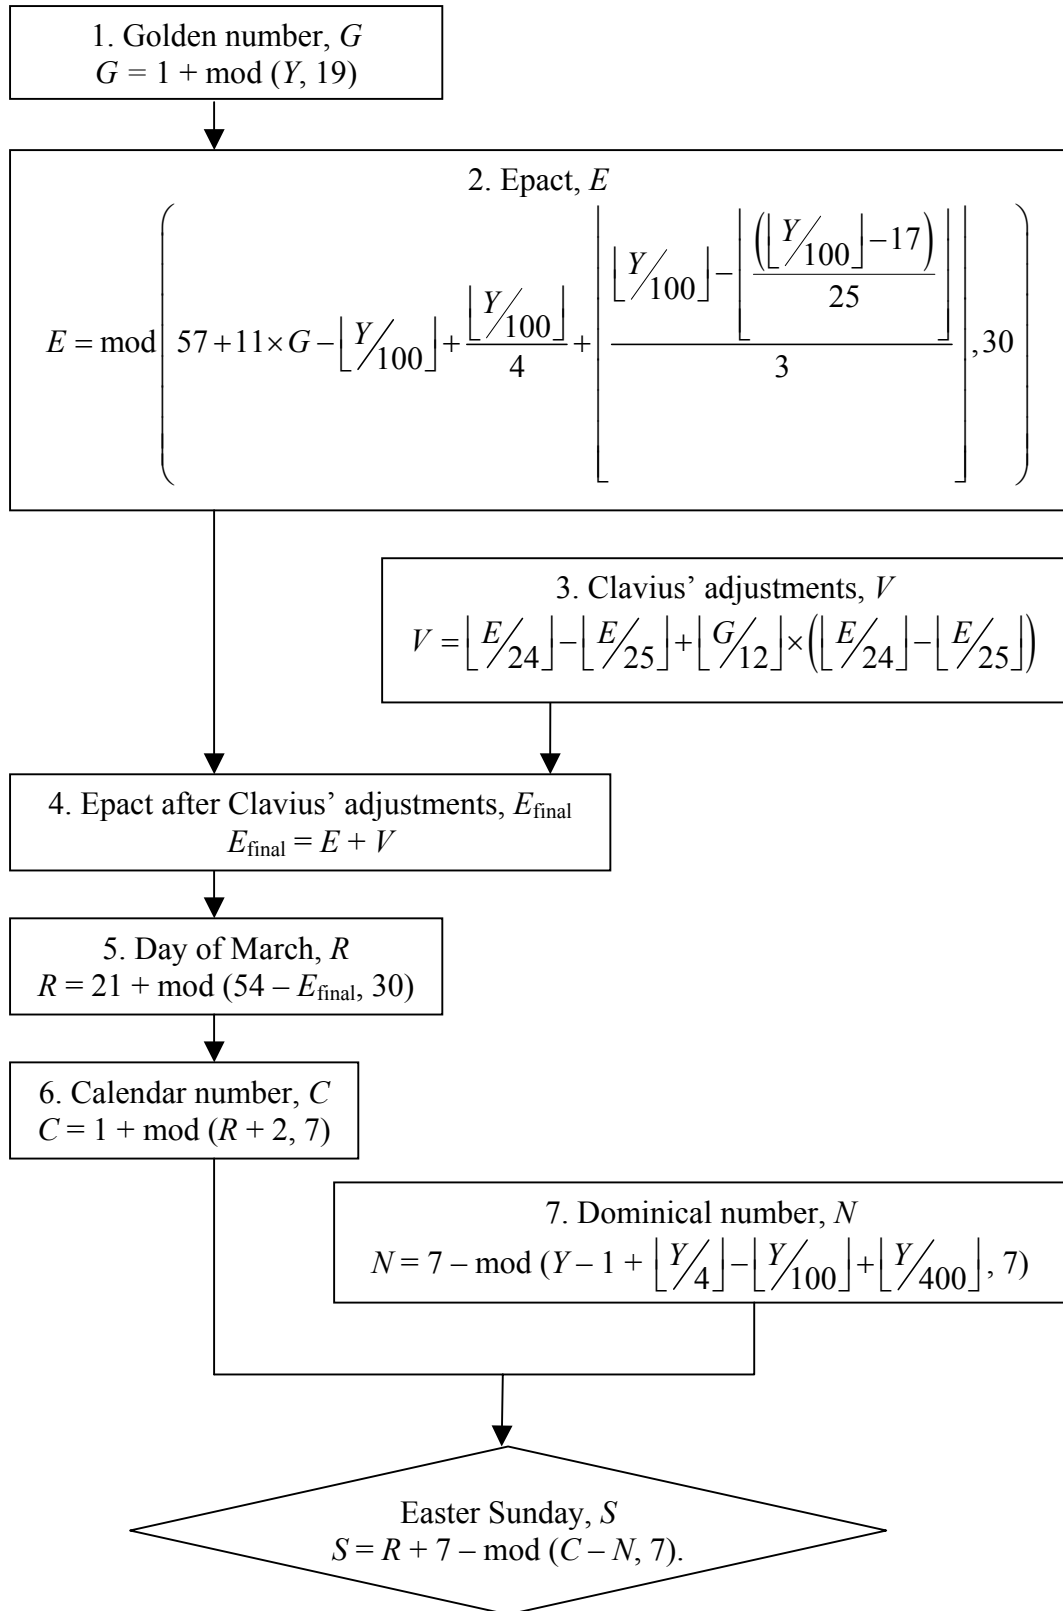 1. Golden number, G
G = 1 + mod (Y, 19)
2. Epact, E
E = mod( 57 + 11 × G − ⌊Y/100⌋ + ⌊Y/100⌋/4 + ⌊(⌊Y/100⌋ − ⌊(⌊Y/100⌋ − 17)/25⌋)/3⌋, 30 )
3. Clavius’ adjustments, V
V = ⌊E/24⌋ − ⌊E/25⌋ + ⌊G/12⌋ × (⌊E/24⌋ − ⌊E/25⌋)
4. Epact after Clavius’ adjustments, Efinal
Efinal = E + V
5. Day of March, R
R = 21 + mod (54 – Efinal, 30)
6. Calendar number, C
C = 1 + mod (R + 2, 7)
7. Dominical number, N
N = 7 – mod (Y – 1 + ⌊Y/4⌋ − ⌊Y/100⌋ + ⌊Y/400⌋, 7)
Easter Sunday, S
S = R + 7 – mod (C – N, 7).